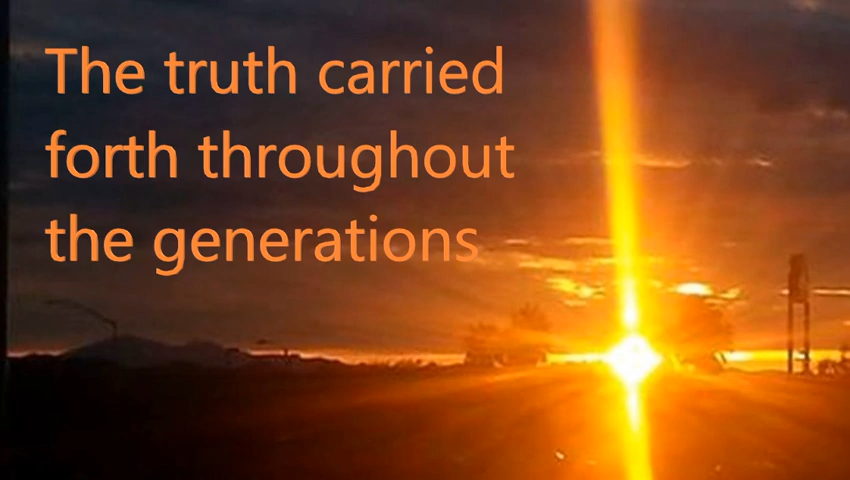 The truth carried
forth throughout
the generations